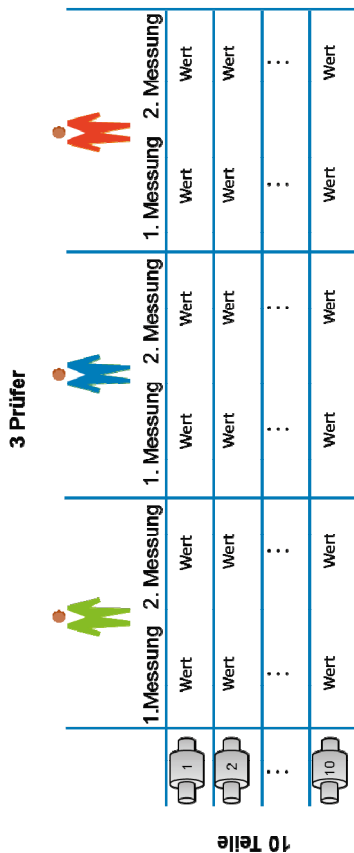 3 Prüfer
1.Messung 2. Messung 1. Messung 2. Messung 1. Messung 2. Messung
10 Teile
1 Wert Wert Wert Wert Wert Wert
2 Wert Wert Wert Wert Wert Wert
... ... ... ... ... ... ...
10 Wert Wert Wert Wert Wert Wert